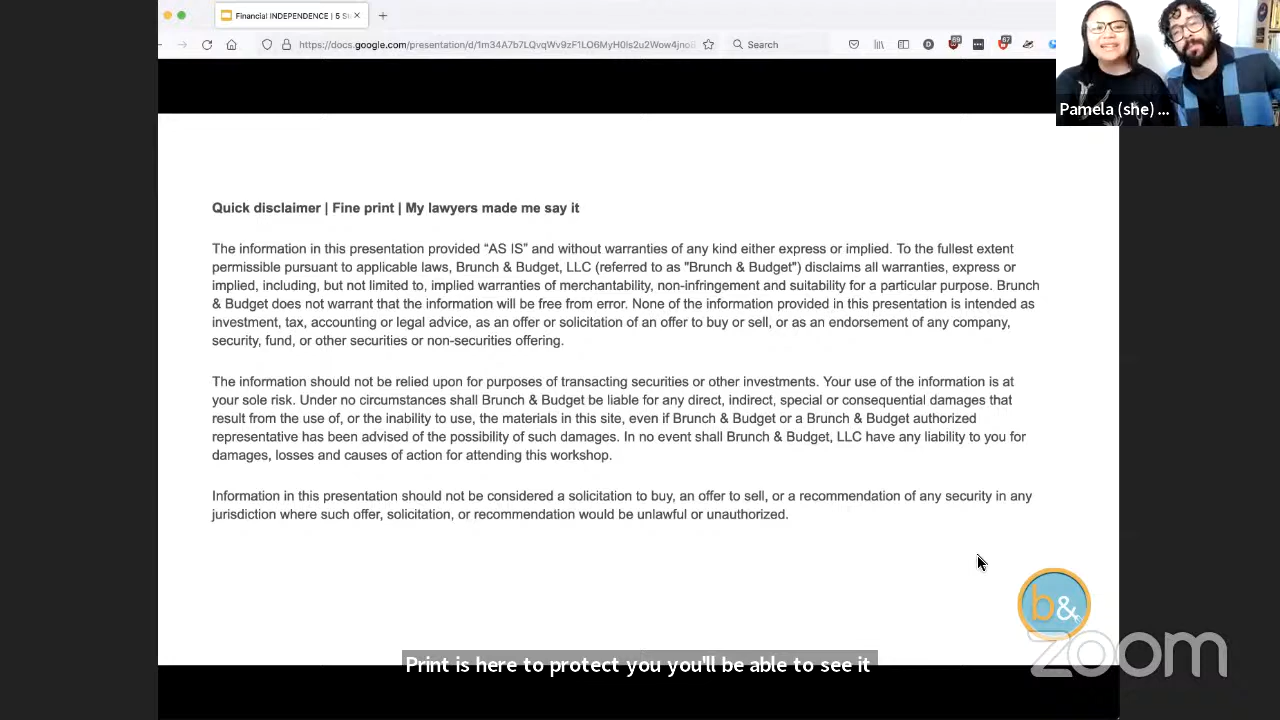 Financial INDEPENDENCE | 5 St
https://docs.google.com/presentation/d/1m34A7b7LQvqWv9zF1LO6MyH0Is2u2Wow4jno
Search
69
67
Pamela (she) ...
Quick disclaimer | Fine print | My lawyers made me say it
The information in this presentation provided “AS IS” and without warranties of any kind either express or implied. To the fullest extent
permissible pursuant to applicable laws, Brunch & Budget, LLC (referred to as "Brunch & Budget") disclaims all warranties, express or
implied, including, but not limited to, implied warranties of merchantability, non-infringement and suitability for a particular purpose. Brunch
& Budget does not warrant that the information will be free from error. None of the information provided in this presentation is intended as
investment, tax, accounting or legal advice, as an offer or solicitation of an offer to buy or sell, or as an endorsement of any company,
security, fund, or other securities or non-securities offering.
The information should not be relied upon for purposes of transacting securities or other investments. Your use of the information is at
your sole risk. Under no circumstances shall Brunch & Budget be liable for any direct, indirect, special or consequential damages that
result from the use of, or the inability to use, the materials in this site, even if Brunch & Budget or a Brunch & Budget authorized
representative has been advised of the possibility of such damages. In no event shall Brunch & Budget, LLC have any liability to you for
damages, losses and causes of action for attending this workshop.
Information in this presentation should not be considered a solicitation to buy, an offer to sell, or a recommendation of any security in any
jurisdiction where such offer, solicitation, or recommendation would be unlawful or unauthorized.
b&
zoom
Print is here to protect you you'll be able to see it